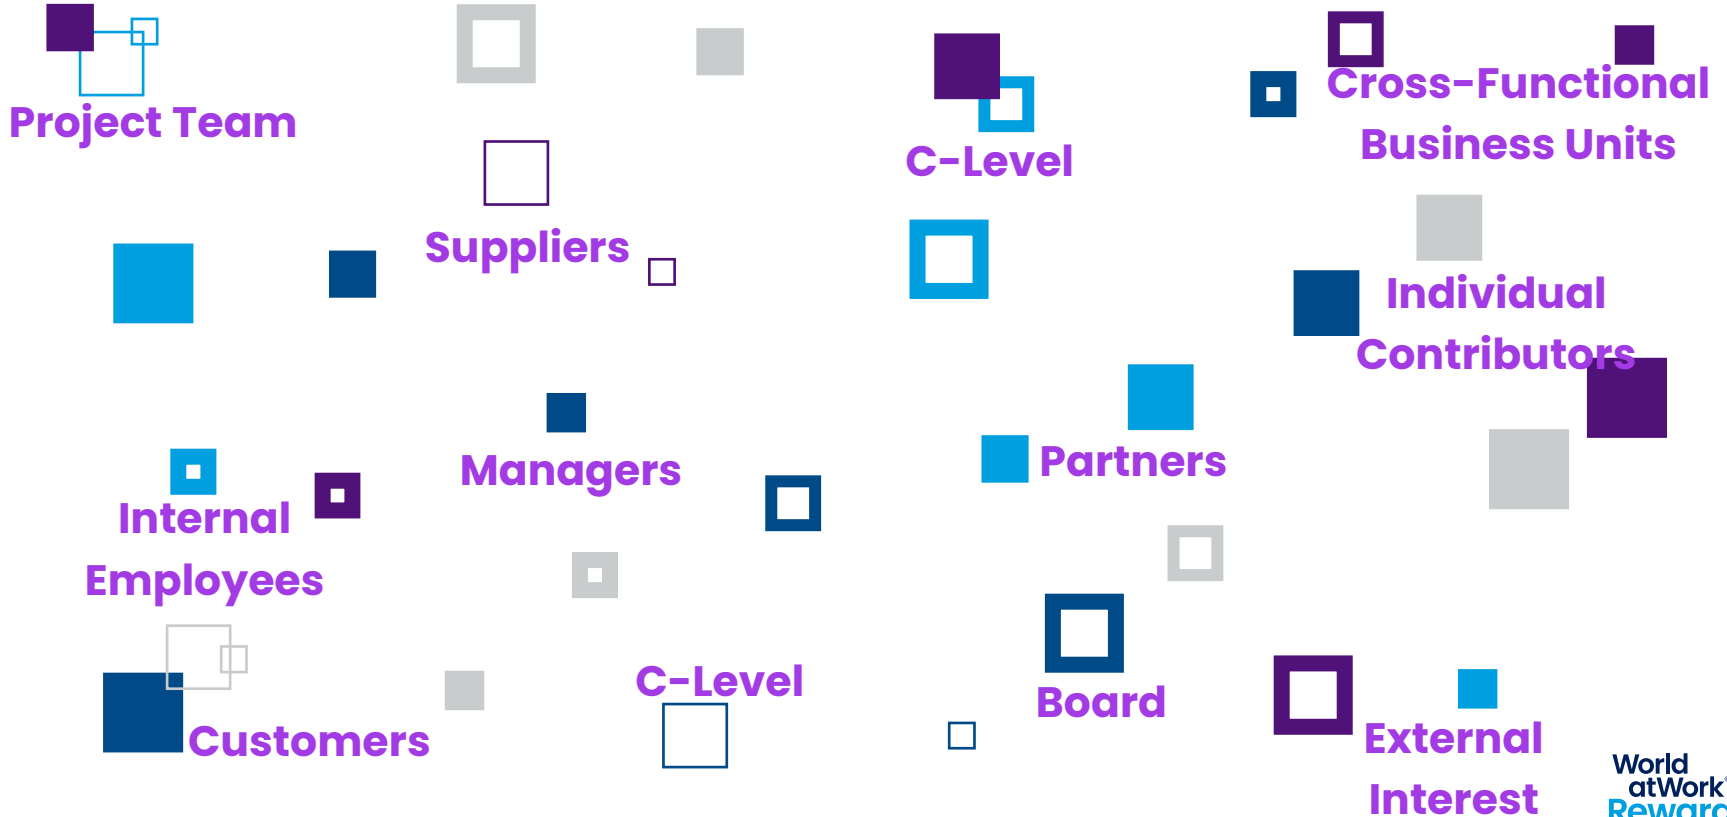 Project Team
Suppliers
C-Level
Cross-Functional
Business Units
Individual
Contributors
Managers
Partners
Internal
Employees
C-Level
Board
Customers
External
Interest
World
atWork